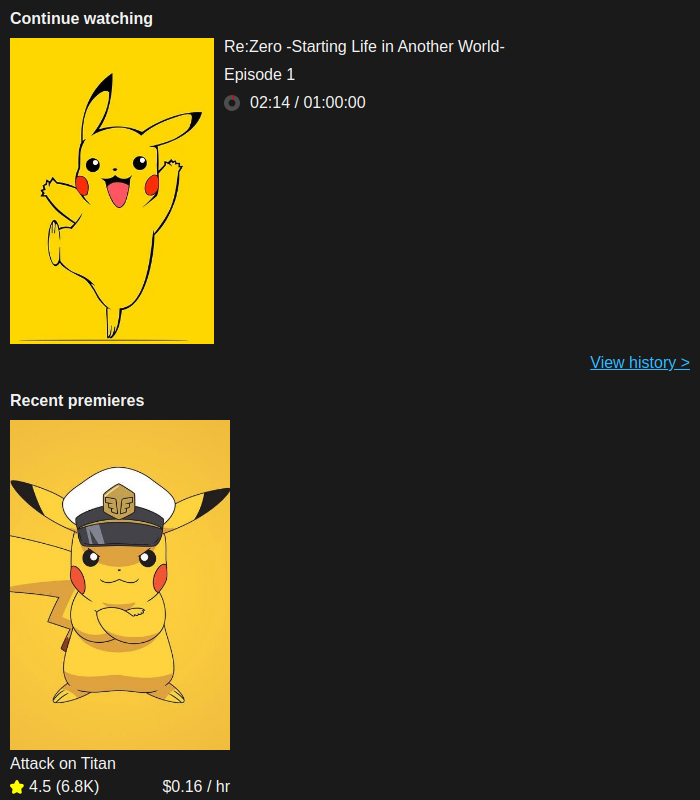 Continue watching
Re:Zero -Starting Life in Another World-
Episode 1
02:14 / 01:00:00
View history >
Recent premieres
Attack on Titan
4.5 (6.8K) $0.16 / hr